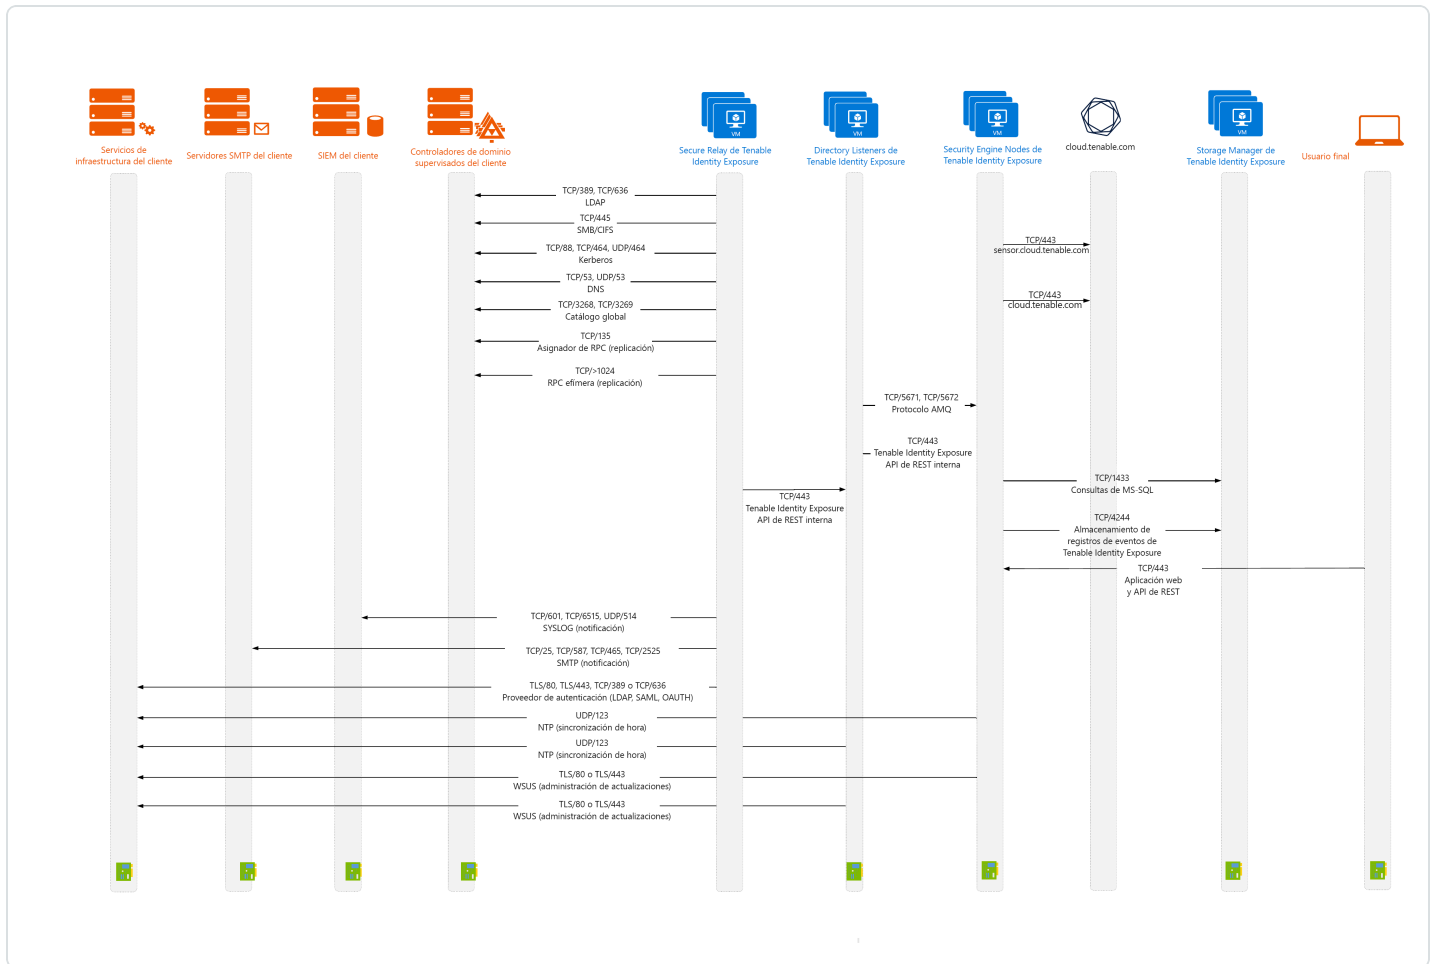 Servicios de
infraestructura del cliente
Servidores SMTP del cliente
SIEM del cliente
Controladores de dominio
supervisados del cliente
VM
Secure Relay de Tenable
Identity Exposure
VM
Directory Listeners de
Tenable Identity Exposure
VM
Security Engine Nodes de
Tenable Identity Exposure
cloud.tenable.com
VM
Storage Manager de
Tenable Identity Exposure
Usuario final
TCP/389, TCP/636
LDAP
TCP/445
SMB/CIFS
TCP/88, TCP/464, UDP/464
Kerberos
TCP/53, UDP/53
DNS
TCP/3268, TCP/3269
Catálogo global
TCP/135
Asignador de RPC (replicación)
TCP/>1024
RPC efímera (replicación)
TCP/443
sensor.cloud.tenable.com
TCP/443
cloud.tenable.com
TCP/5671, TCP/5672
Protocolo AMQ
TCP/443
Tenable Identity Exposure
API de REST interna
TCP/443
Tenable Identity Exposure
API de REST interna
TCP/1433
Consultas de MS-SQL
TCP/4244
Almacenamiento de
registros de eventos de
Tenable Identity Exposure
TCP/443
Aplicación web
y API de REST
TCP/601, TCP/6515, UDP/514
SYSLOG (notificación)
TCP/25, TCP/587, TCP/465, TCP/2525
SMTP (notificación)
TLS/80, TLS/443, TCP/389 o TCP/636
Proveedor de autenticación (LDAP, SAML, OAUTH)
UDP/123
NTP (sincronización de hora)
UDP/123
NTP (sincronización de hora)
TLS/80 o TLS/443
WSUS (administración de actualizaciones)
TLS/80 o TLS/443
WSUS (administración de actualizaciones)